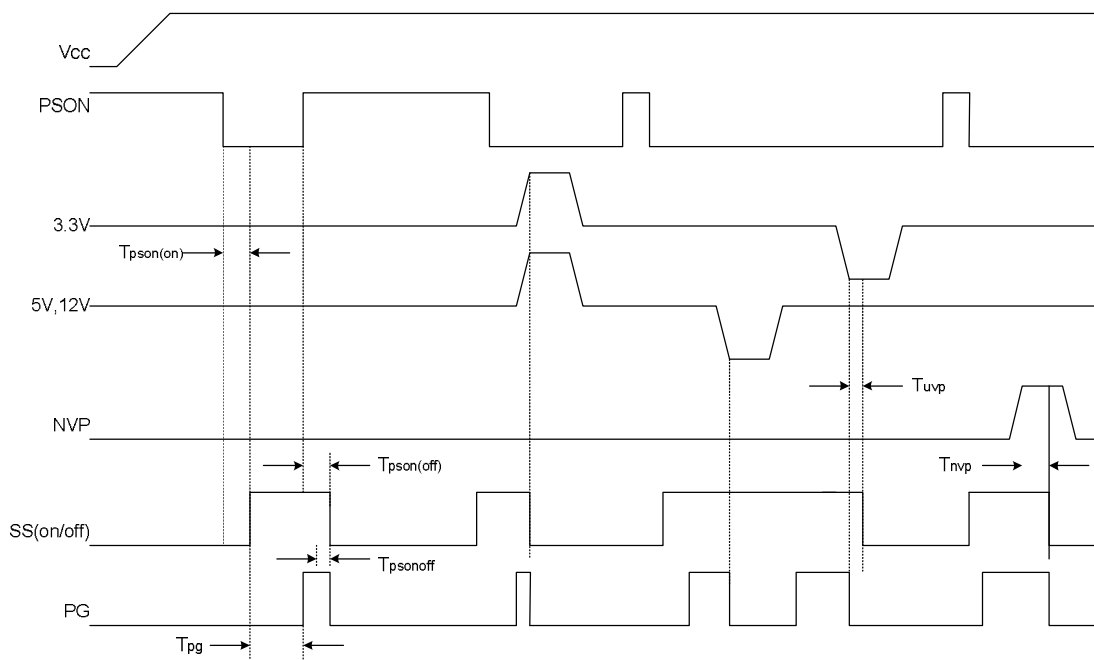 Vcc
PSON
3.3V
Tpson(on)
5V,12V
Tuvp
NVP
Tpson(off)
Tnvp
SS(on/off)
Tpsonoff
PG
Tpg